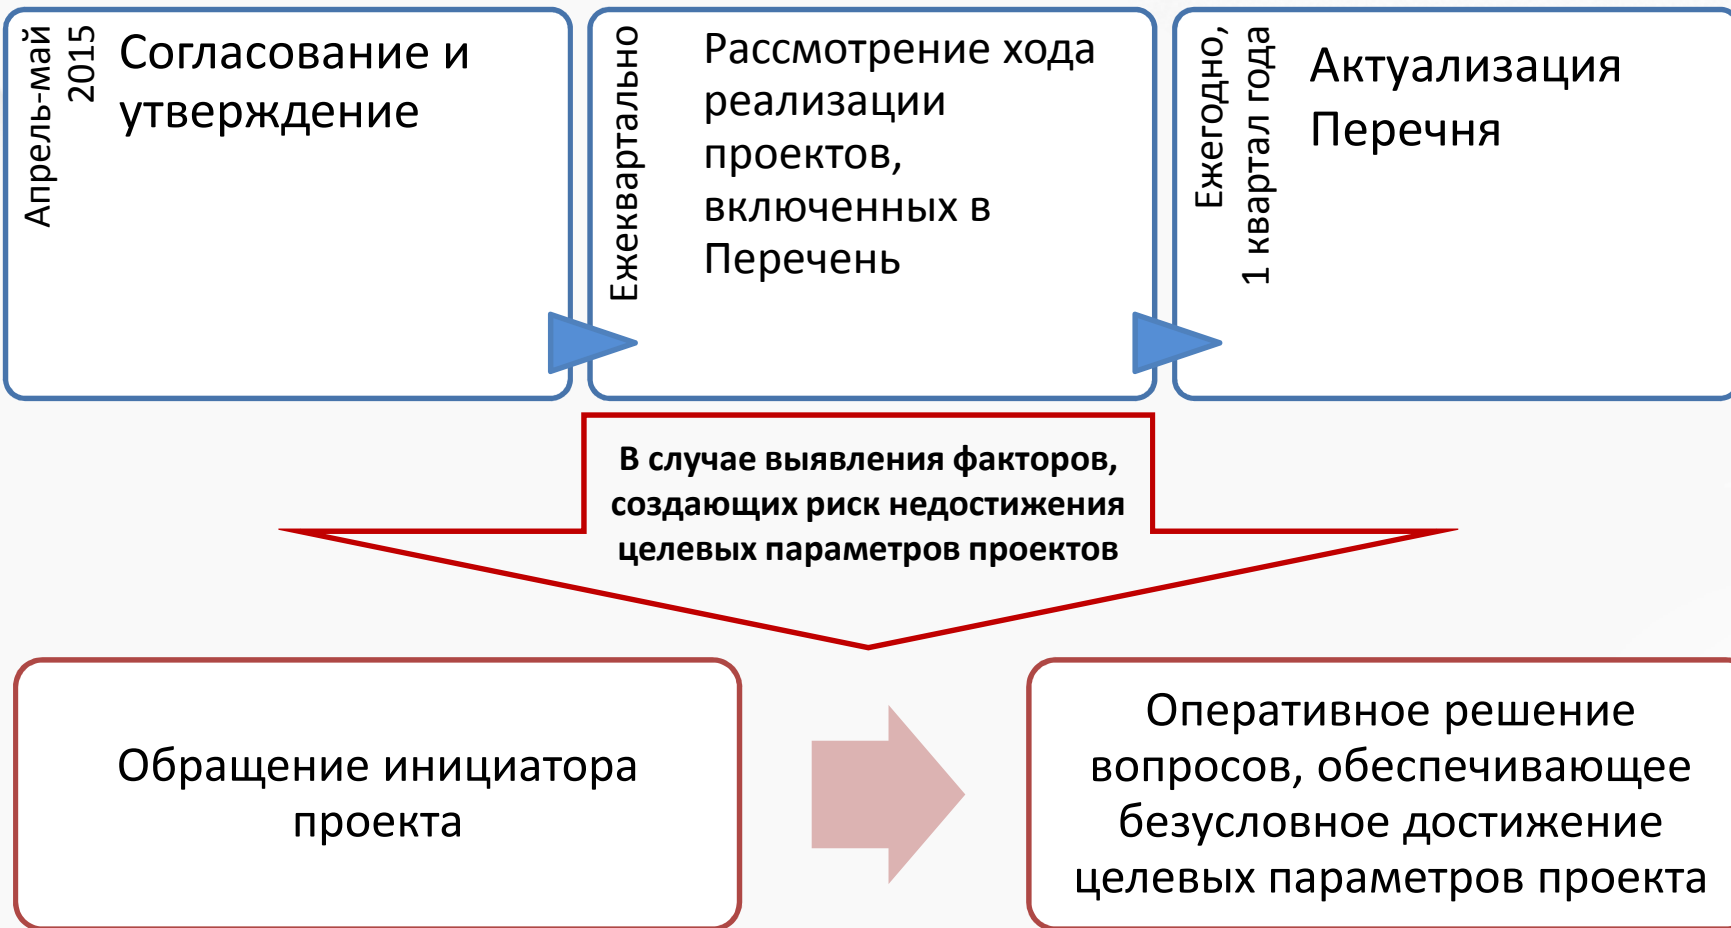 Апрель-май
2015
Согласование и
утверждение
Ежеквартально
Рассмотрение хода
реализации
проектов,
включенных в
Перечень
Ежегодно,
1 квартал года
Актуализация
Перечня
В случае выявления факторов,
создающих риск недостижения
целевых параметров проектов
Обращение инициатора
проекта
Оперативное решение
вопросов, обеспечивающее
безусловное достижение
целевых параметров проекта